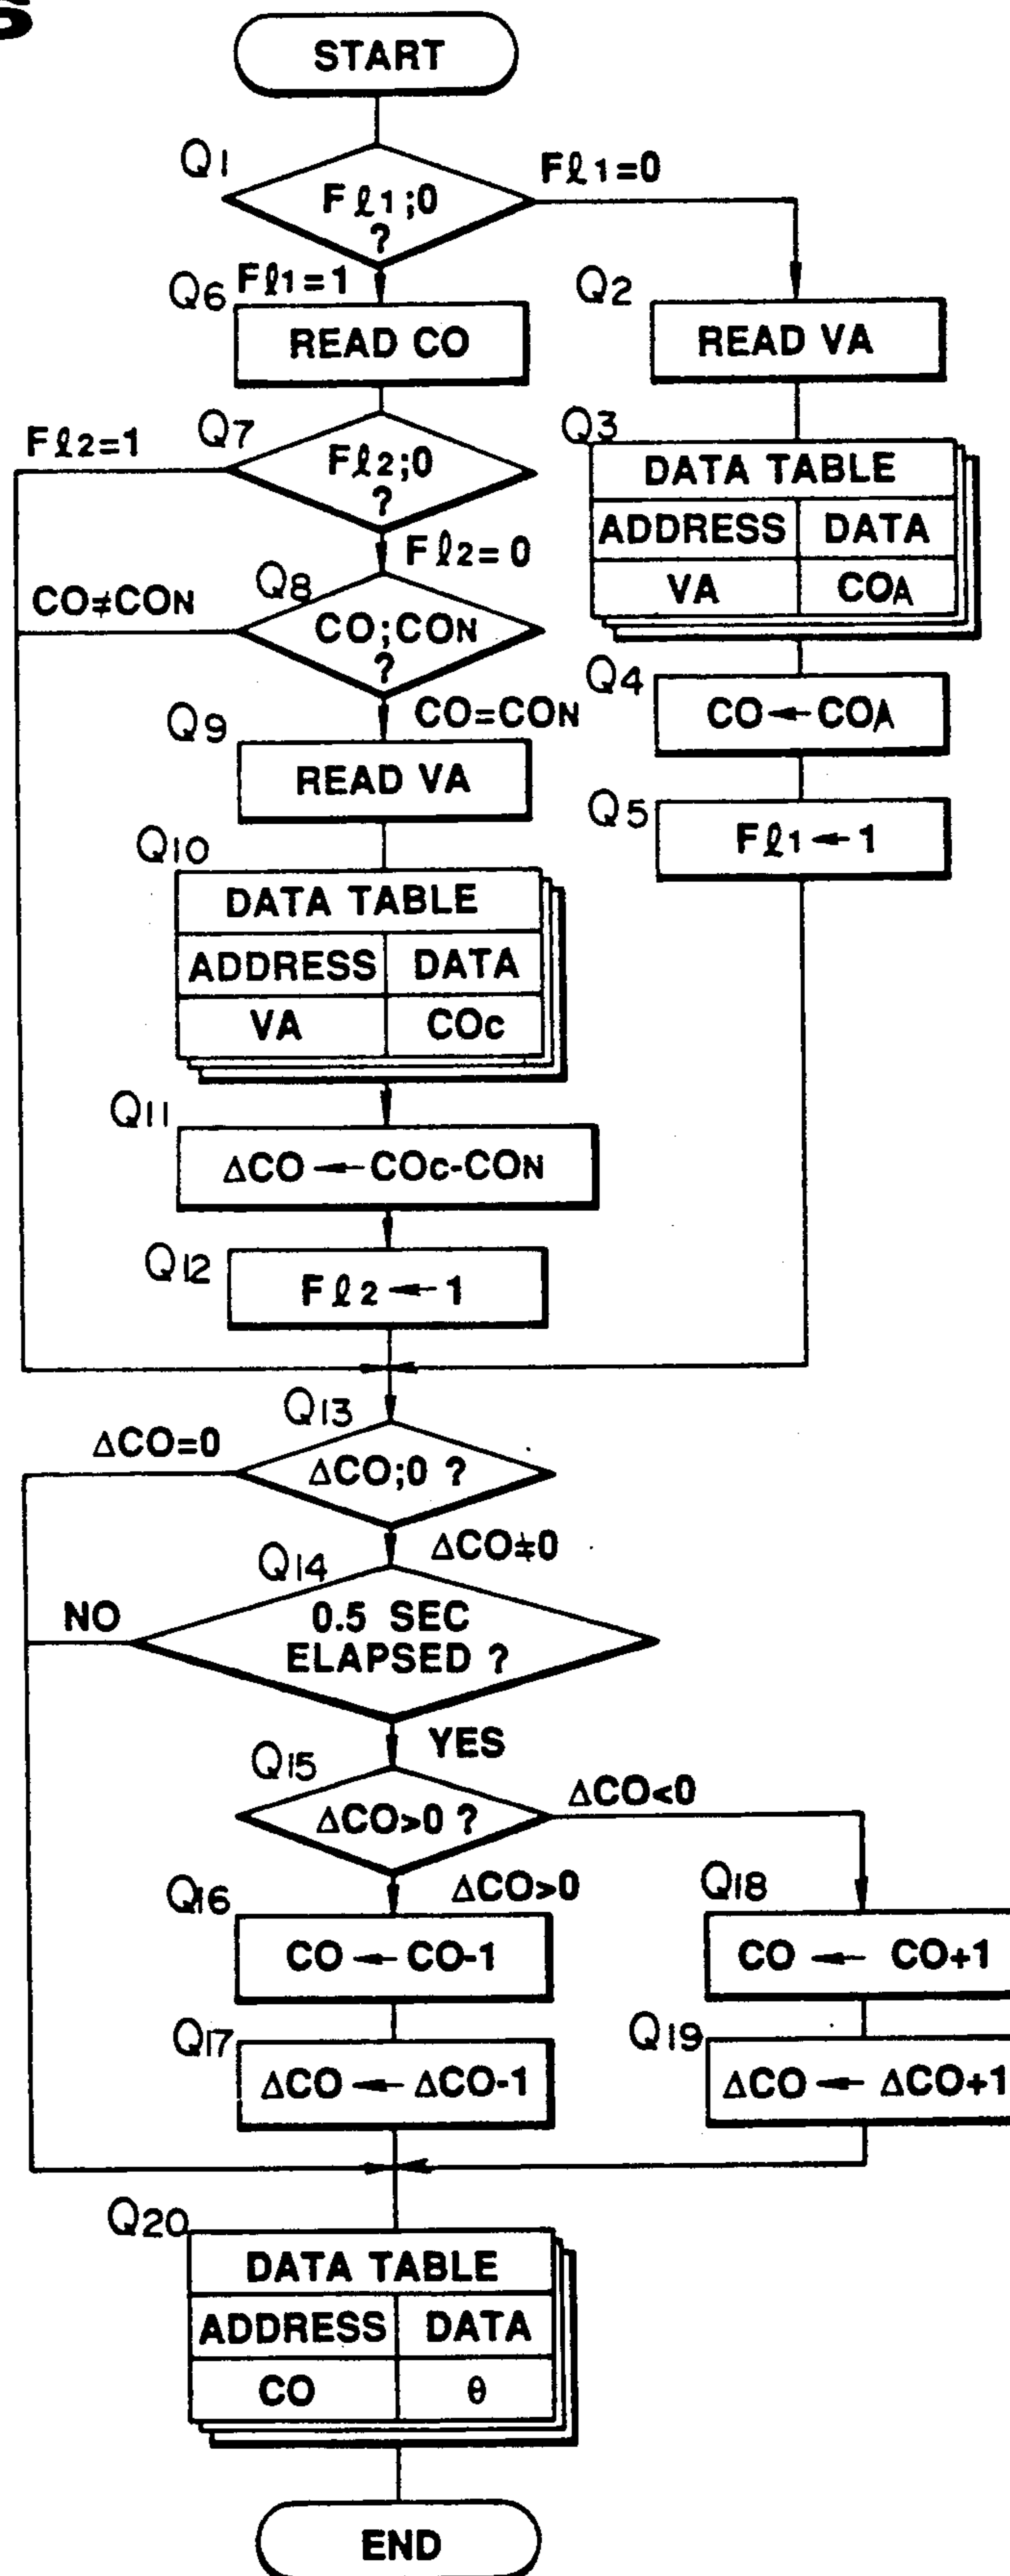 S
START
Q1
Fℓ1;0
?
Fℓ1=0
Fℓ1=1
Q6
READ CO
Q2
READ VA
Q7
Fℓ2;0
?
Fℓ2=1
Fℓ2=0
Q3
DATA TABLE
ADDRESS DATA
VA COA
Q8
CO;CON
?
CO≠CON
CO=CON
Q4
CO←COA
Q9
READ VA
Q5
Fℓ1←1
Q10
DATA TABLE
ADDRESS DATA
VA COc
Q11
ΔCO←COc-CON
Q12
Fℓ2←1
Q13
ΔCO;0 ?
ΔCO=0
ΔCO≠0
Q14
0.5 SEC
ELAPSED ?
NO
YES
Q15
ΔCO>0 ?
ΔCO<0
ΔCO>0
Q16
CO ← CO-1
Q18
CO ← CO+1
Q17
ΔCO ← ΔCO-1
Q19
ΔCO ← ΔCO+1
Q20
DATA TABLE
ADDRESS DATA
CO θ
END